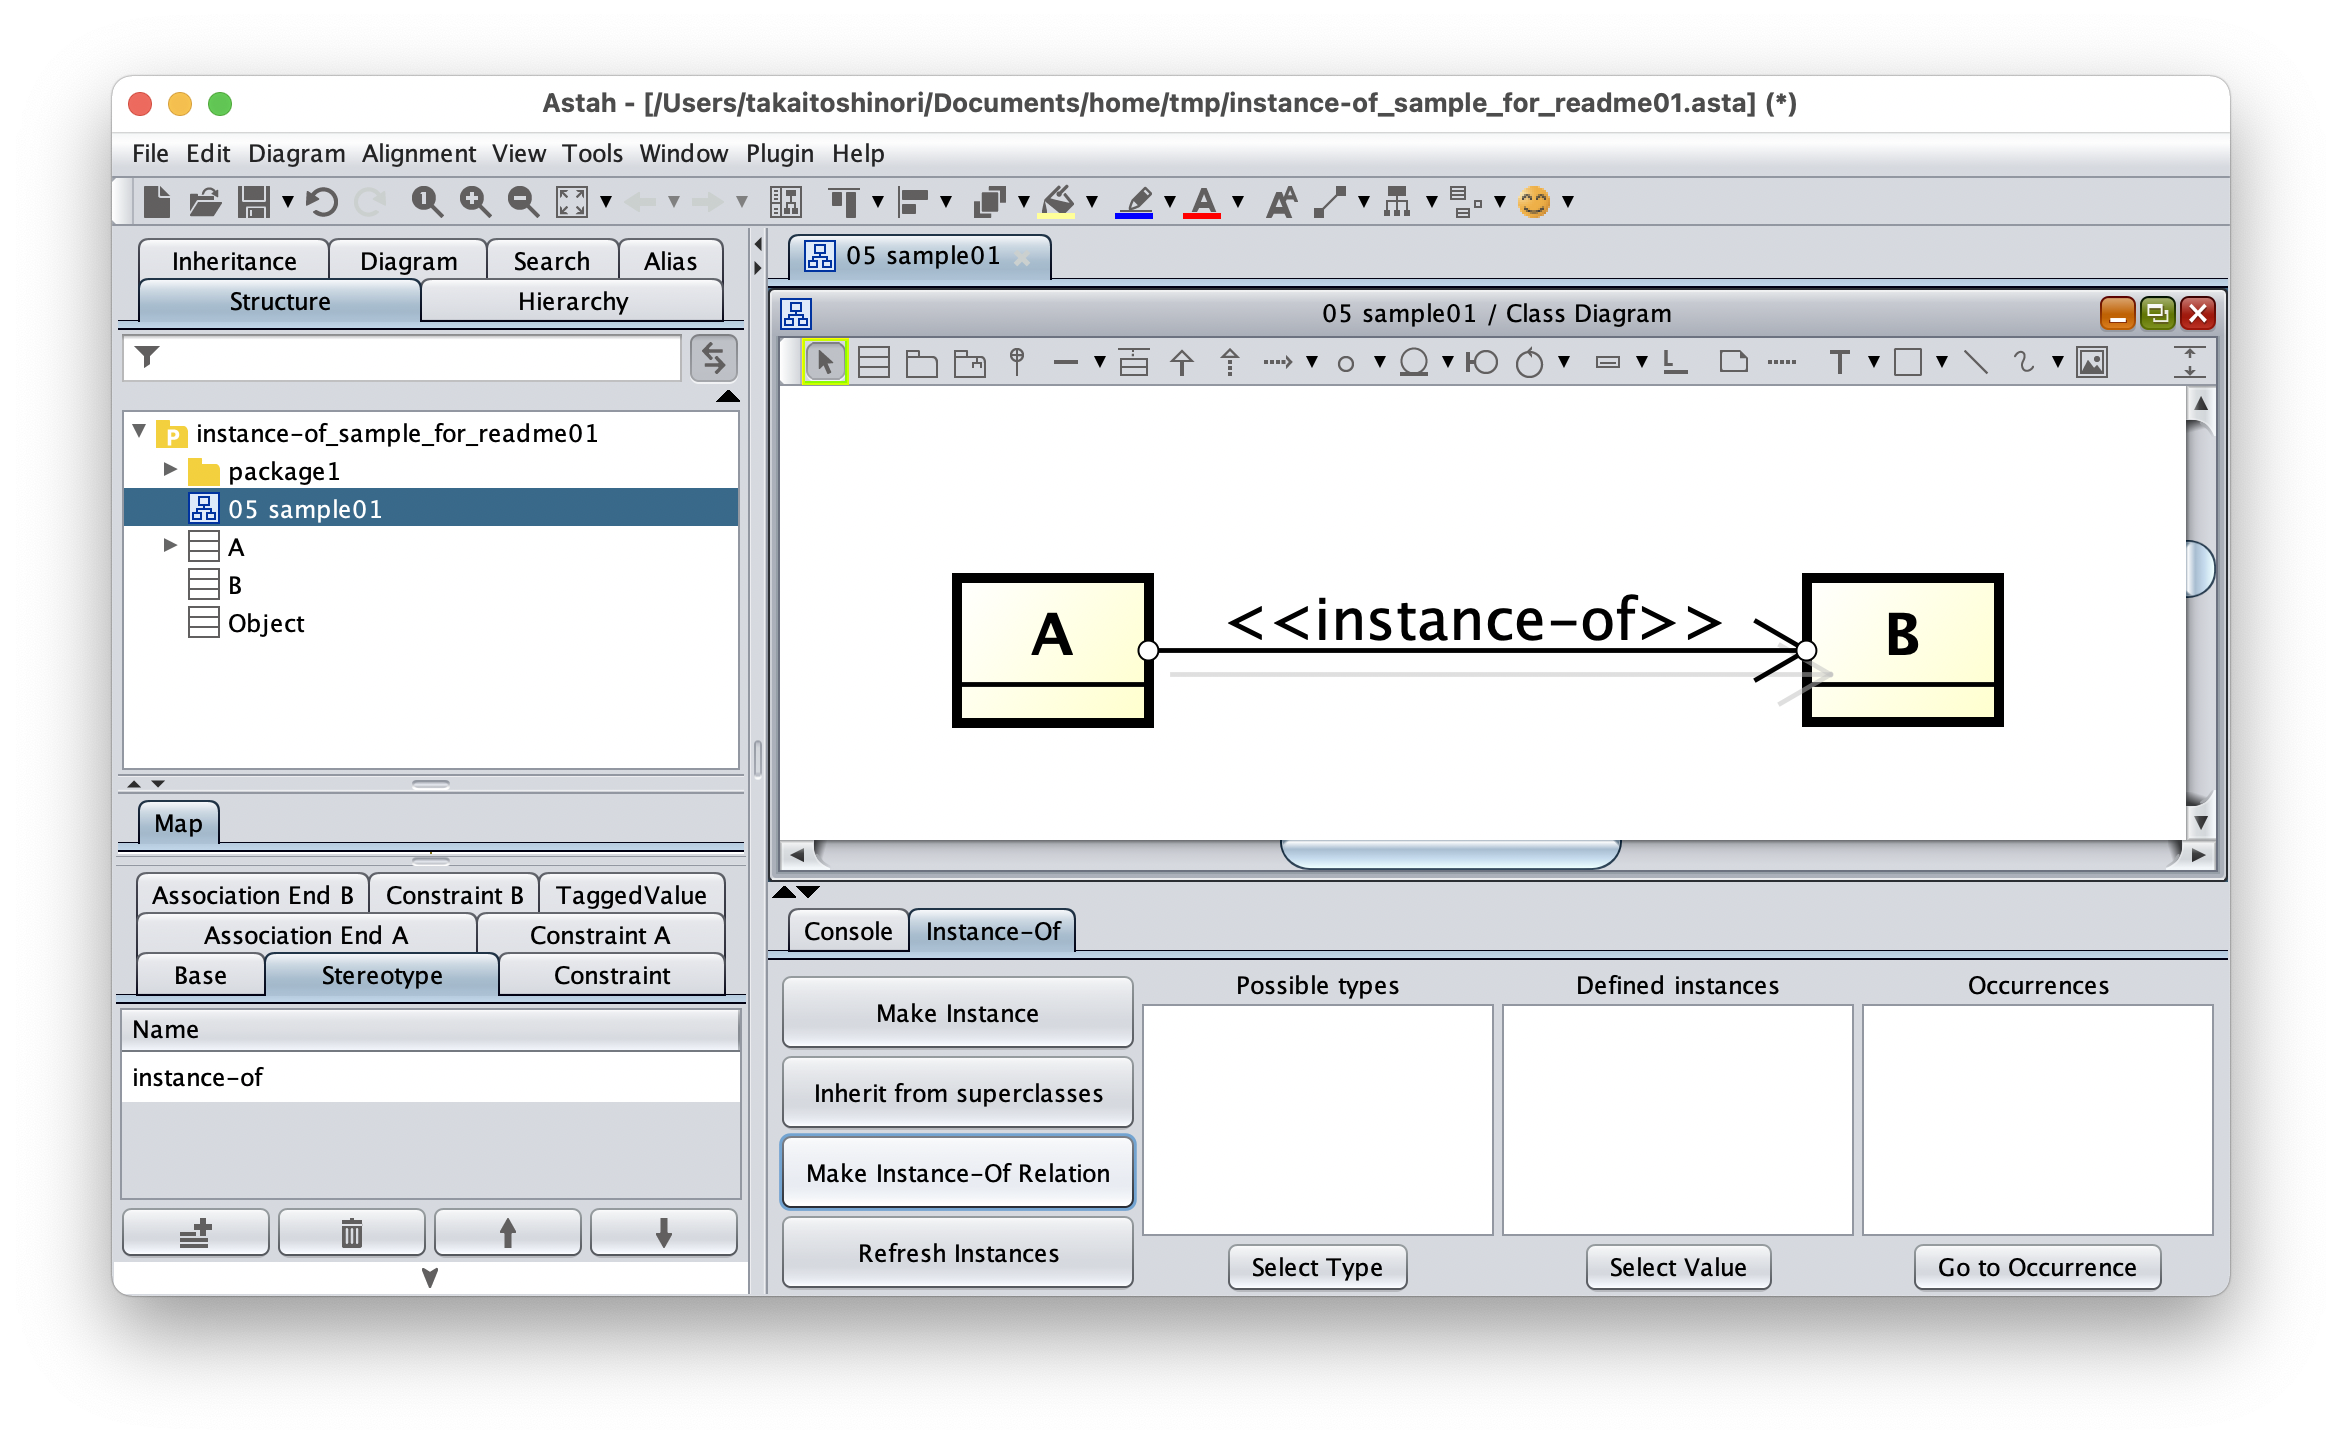 Astah - [/Users/takaitoshinori/Documents/home/tmp/instance-of_sample_for_readme01.asta] (*)
File Edit Diagram Alignment View Tools Window Plugin Help
Inheritance Diagram Search Alias
Structure Hierarchy
instance-of_sample_for_readme01
package1
05 sample01
A
B
Object
Map
Association End B Constraint B TaggedValue
Association End A Constraint A
Base Stereotype Constraint
Name
instance-of
05 sample01
05 sample01 / Class Diagram
A
<<instance-of>>
B
Console Instance-Of
Make Instance
Inherit from superclasses
Make Instance-Of Relation
Refresh Instances
Possible types
Select Type
Defined instances
Select Value
Occurrences
Go to Occurrence